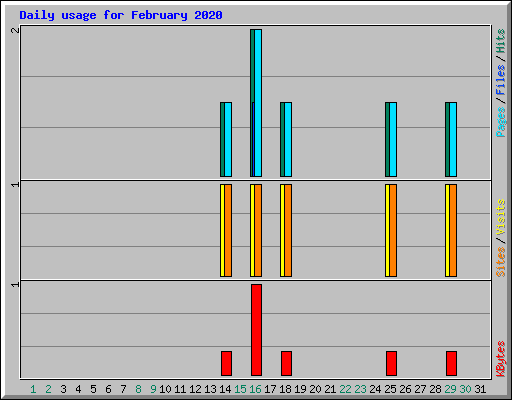 Daily usage for February 2020
2
Pages/Files/Hits
1
Sites/Visits
1
KBytes
1 2 3 4 5 6 7 8 9 10 11 12 13 14 15 16 17 18 19 20 21 22 23 24 25 26 27 28 29 30 31